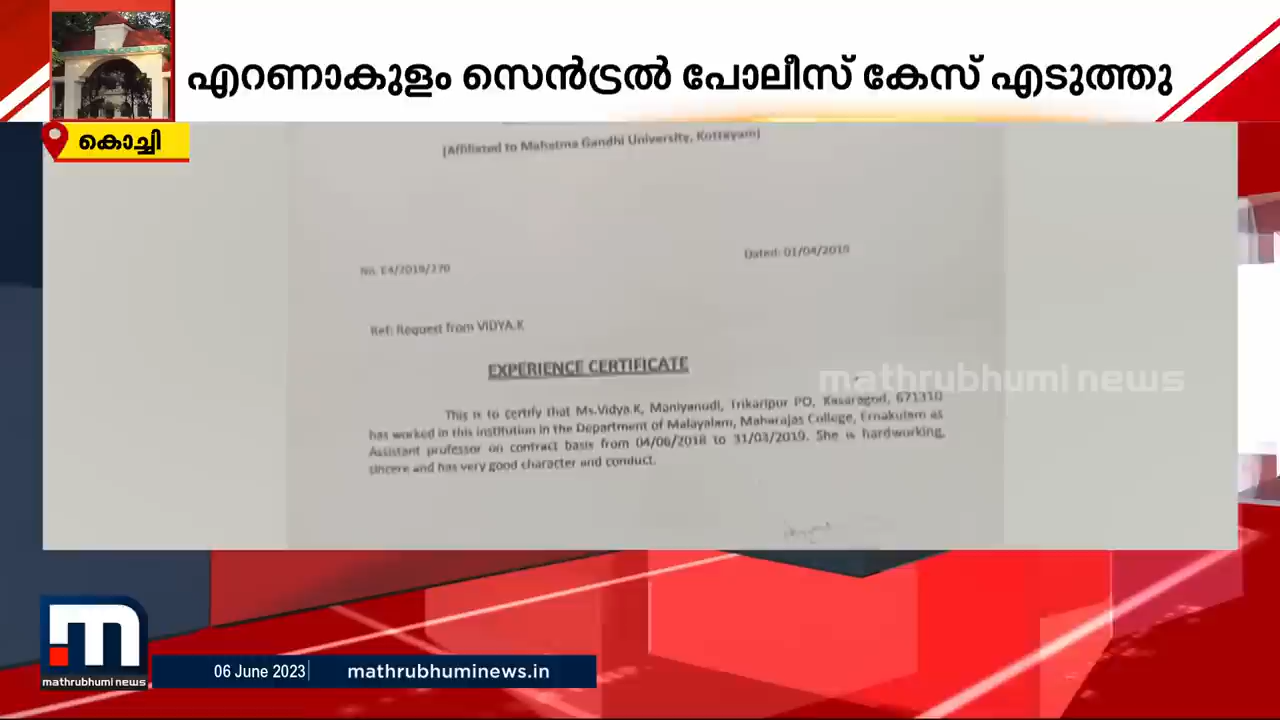 എറണാകുളം സെൻട്രൽ പോലീസ് കേസ് എടുത്തു
കൊച്ചി
(Affiliated to Mahatma Gandhi University, Kottayam)
Dated: 01/04/2019
No. E4/2019/270
Ref: Request from VIDYA.K
EXPERIENCE CERTIFICATE
mathrubhumi news
This is to certify that Ms.Vidya.K, Maniyanudi, Trikaripur PO, Kasaragod, 671310
has worked in this institution in the Department of Malayalam, Maharajas College, Ernakulam as
Assistant professor on contract basis from 04/06/2018 to 31/03/2019. She is hardworking,
sincere and has very good character and conduct.
mathrubhumi news
06 June 2023
mathrubhuminews.in